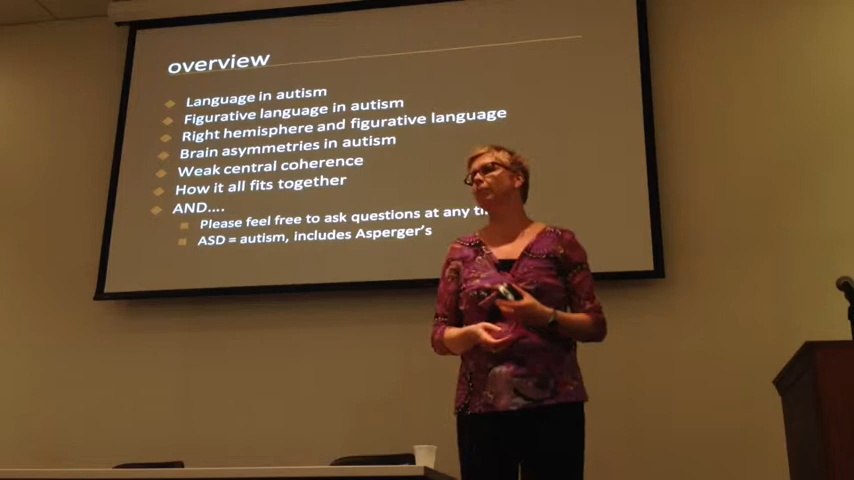 overview
Language in autism
Figurative language in autism
Right hemisphere and figurative language
Brain asymmetries in autism
Weak central coherence
How it all fits together
AND....
Please feel free to ask questions at any
ASD = autism, includes Asperger's